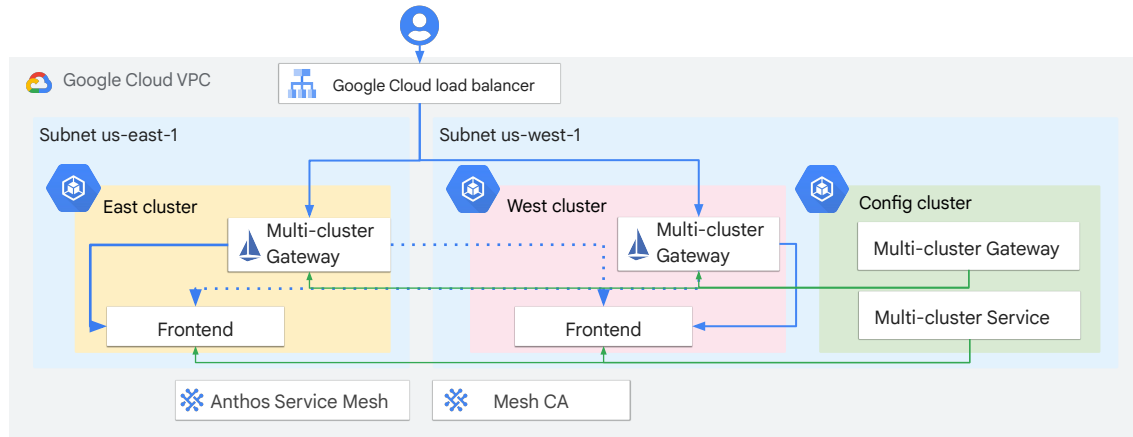 Google Cloud VPC
Google Cloud load balancer
Subnet us-east-1
Subnet us-west-1
East cluster
West cluster
Config cluster
Multi-cluster
Gateway
Multi-cluster
Gateway
Multi-cluster Gateway
Frontend
Frontend
Multi-cluster Service
Anthos Service Mesh
Mesh CA